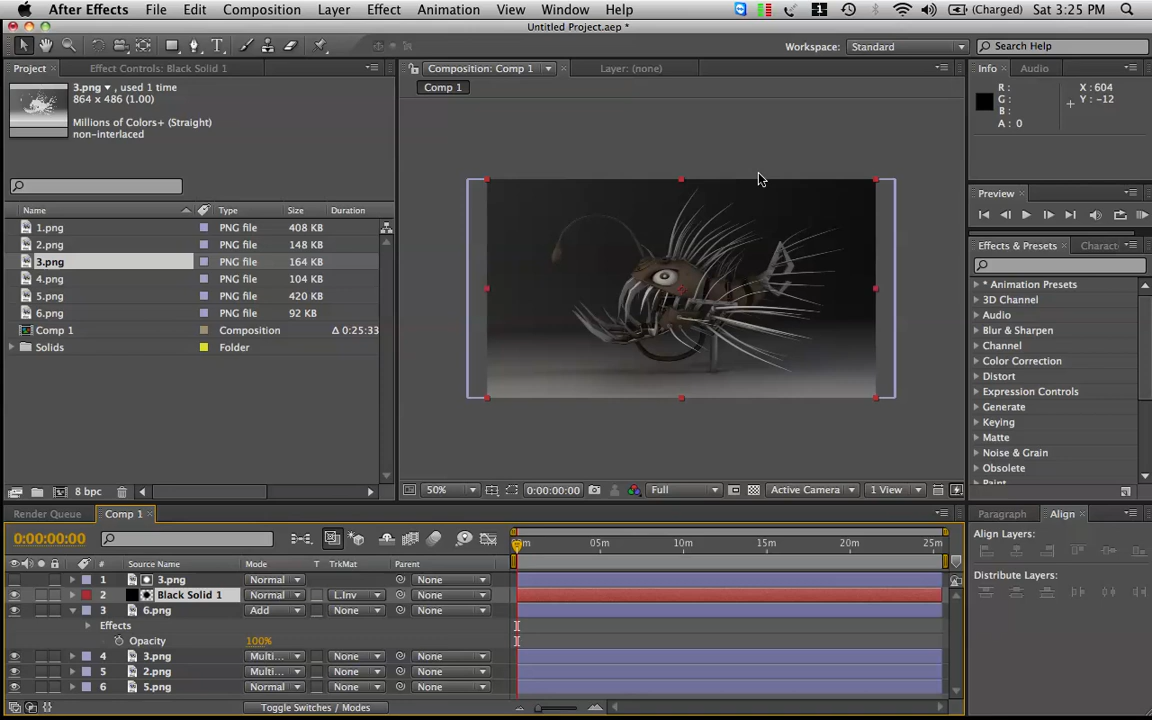 After Effects File Edit Composition Layer Effect Animation View Window Help (Charged) Sat 3:25 PM
Untitled Project.aep *
Workspace: Standard Search Help
Project Effect Controls: Black Solid 1 Composition: Comp 1 Layer: (none) Info Audio
3.png , used 1 time
864 x 486 (1.00)
Millions of Colors+ (Straight)
non-interlaced
Comp 1
R :
G :
B :
A : 0
X : 604
Y : -12
Preview
Name Type Size Duration
1.png PNG file 408 KB
2.png PNG file 148 KB
3.png PNG file 164 KB
4.png PNG file 104 KB
5.png PNG file 420 KB
6.png PNG file 92 KB
Comp 1 Composition Δ 0:25:33
Solids Folder
Effects & Presets Charact
* Animation Presets
3D Channel
Audio
Blur & Sharpen
Channel
Color Correction
Distort
Expression Controls
Generate
Keying
Matte
Noise & Grain
Obsolete
Paint
8 bpc 50% 0:00:00:00 Full Active Camera 1 View
Render Queue Comp 1 Paragraph Align
0:00:00:00
Align Layers:
Distribute Layers:
05m 10m 15m 20m 25m
# Source Name Mode T TrkMat Parent
1 3.png Normal None
2 Black Solid 1 Normal L.Inv None
3 6.png Add None None
Effects
Opacity 100%
4 3.png Multi... None None
5 2.png Multi... None None
6 5.png Normal None None
Toggle Switches / Modes